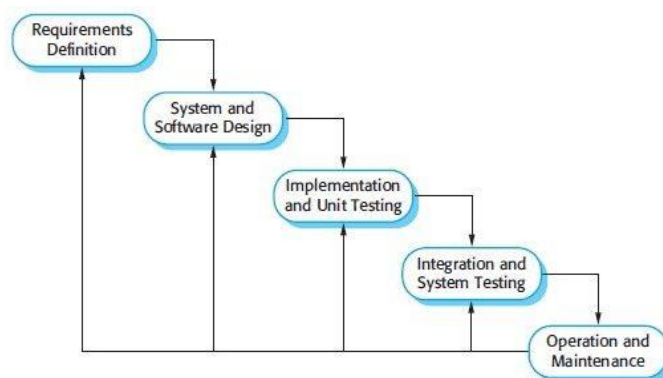 Requirements
Definition
System and
Software Design
Implementation
and Unit Testing
Integration and
System Testing
Operation and
Maintenance